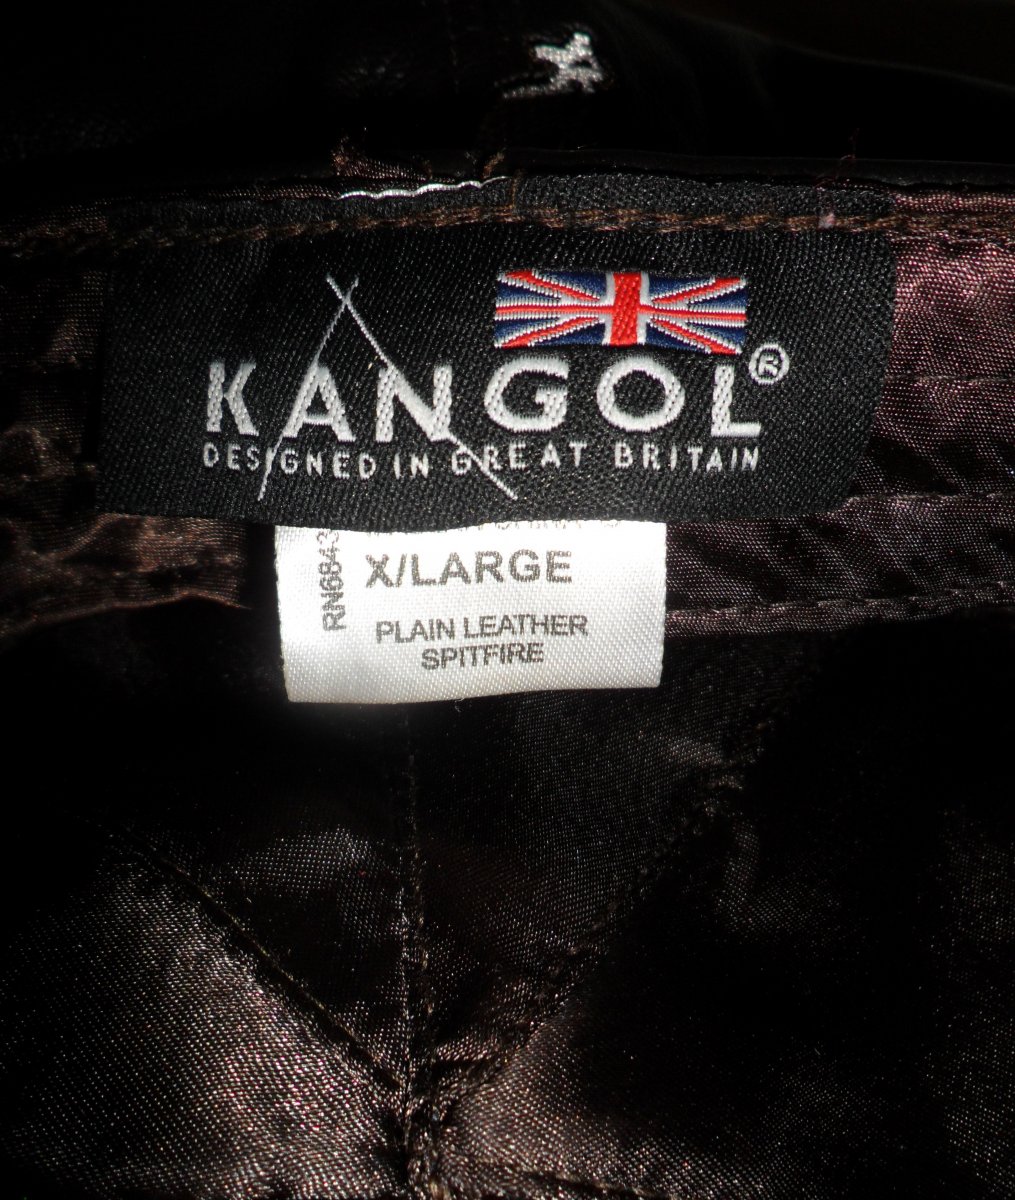 KANGOL®
DESIGNED IN GREAT BRITAIN
X/LARGE
PLAIN LEATHER
SPITFIRE